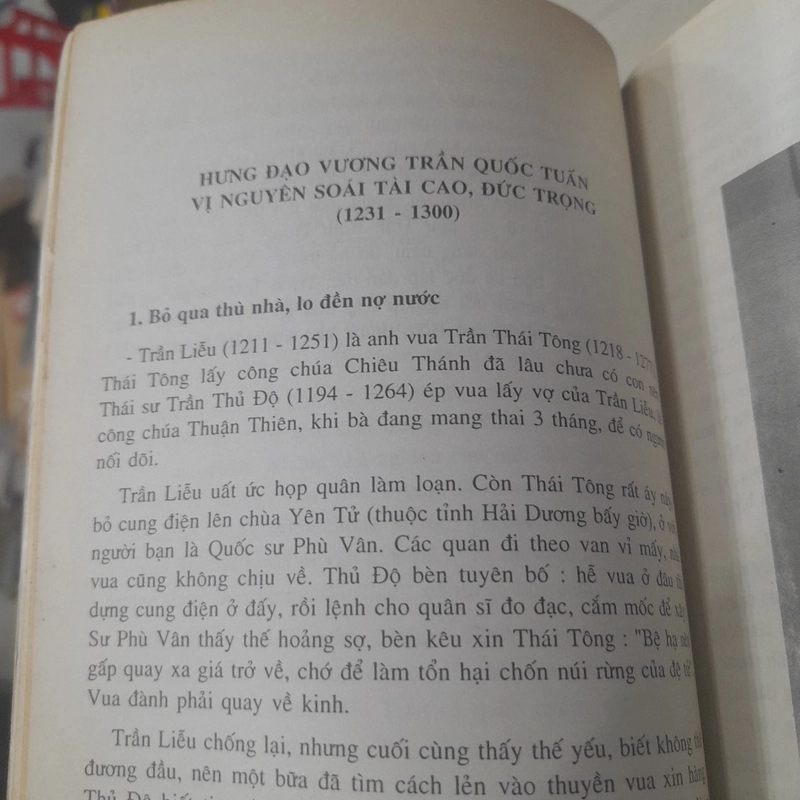 HƯNG ĐẠO VƯƠNG TRẦN QUỐC TUẤN
VỊ NGUYÊN SOÁI TÀI CAO, ĐỨC TRỌNG
(1231 - 1300)
1. Bỏ qua thù nhà, lo đền nợ nước
- Trần Liễu (1211 - 1251) là anh vua Trần Thái Tông (1218 -
Thái Tông lấy công chúa Chiêu Thánh đã lâu chưa có con
Thái sư Trần Thủ Độ (1194 - 1264) ép vua lấy vợ của Trần Liễu,
công chúa Thuận Thiên, khi bà đang mang thai 3 tháng, để có
nối dõi.
Trần Liễu uất ức họp quân làm loạn. Còn Thái Tông rất áy
bỏ cung điện lên chùa Yên Tử (thuộc tỉnh Hải Dương bấy giờ), ở
người bạn là Quốc sư Phù Vân. Các quan đi theo van vỉ mấy,
vua cũng không chịu về. Thủ Độ bèn tuyên bố : hễ vua ở đâu
dựng cung điện ở đấy, rồi lệnh cho quân sĩ đo đạc, cắm mốc để
Sư Phù Vân thấy thế hoảng sợ, bèn kêu xin Thái Tông : "Bệ hạ
gấp quay xa giá trở về, chớ để làm tổn hại chốn núi rừng của đệ
Vua đành phải quay về kinh.
Trần Liễu chống lại, nhưng cuối cùng thấy thế yếu, biết không
đương đầu, nên một bữa đã tìm cách lẻn vào thuyền vua xin
Thủ Độ biết